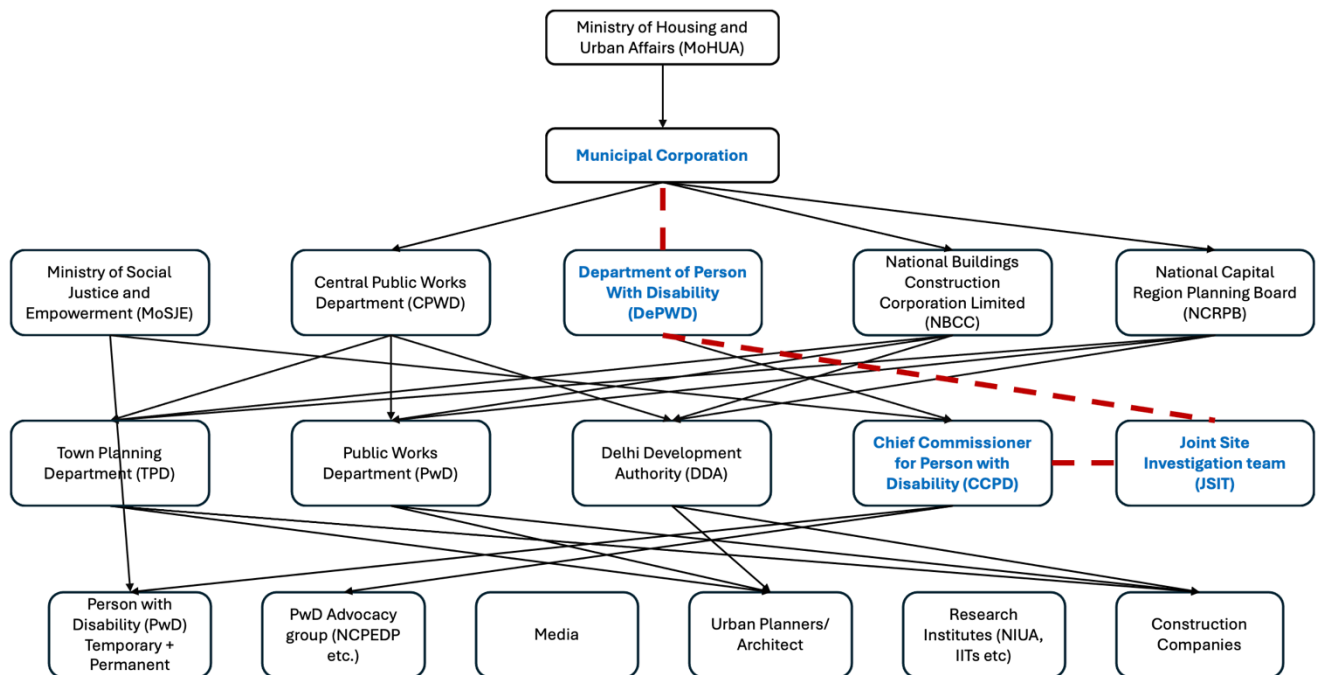 Ministry of Housing and
Urban Affairs (MoHUA)
Municipal Corporation
Ministry of Social
Justice and
Empowerment (MoSJE)
Central Public Works
Department (CPWD)
Department of Person
With Disability
(DePWD)
National Buildings
Construction
Corporation Limited
(NBCC)
National Capital
Region Planning Board
(NCRPB)
Town Planning
Department (TPD)
Public Works
Department (PwD)
Delhi Development
Authority (DDA)
Chief Commissioner
for Person with
Disability (CCPD)
Joint Site
Investigation team
(JSIT)
Person with
Disability (PwD)
Temporary +
Permanent
PwD Advocacy
group (NCPEDP
etc.)
Media
Urban Planners/
Architect
Research
Institutes (NIUA,
IITs etc)
Construction
Companies